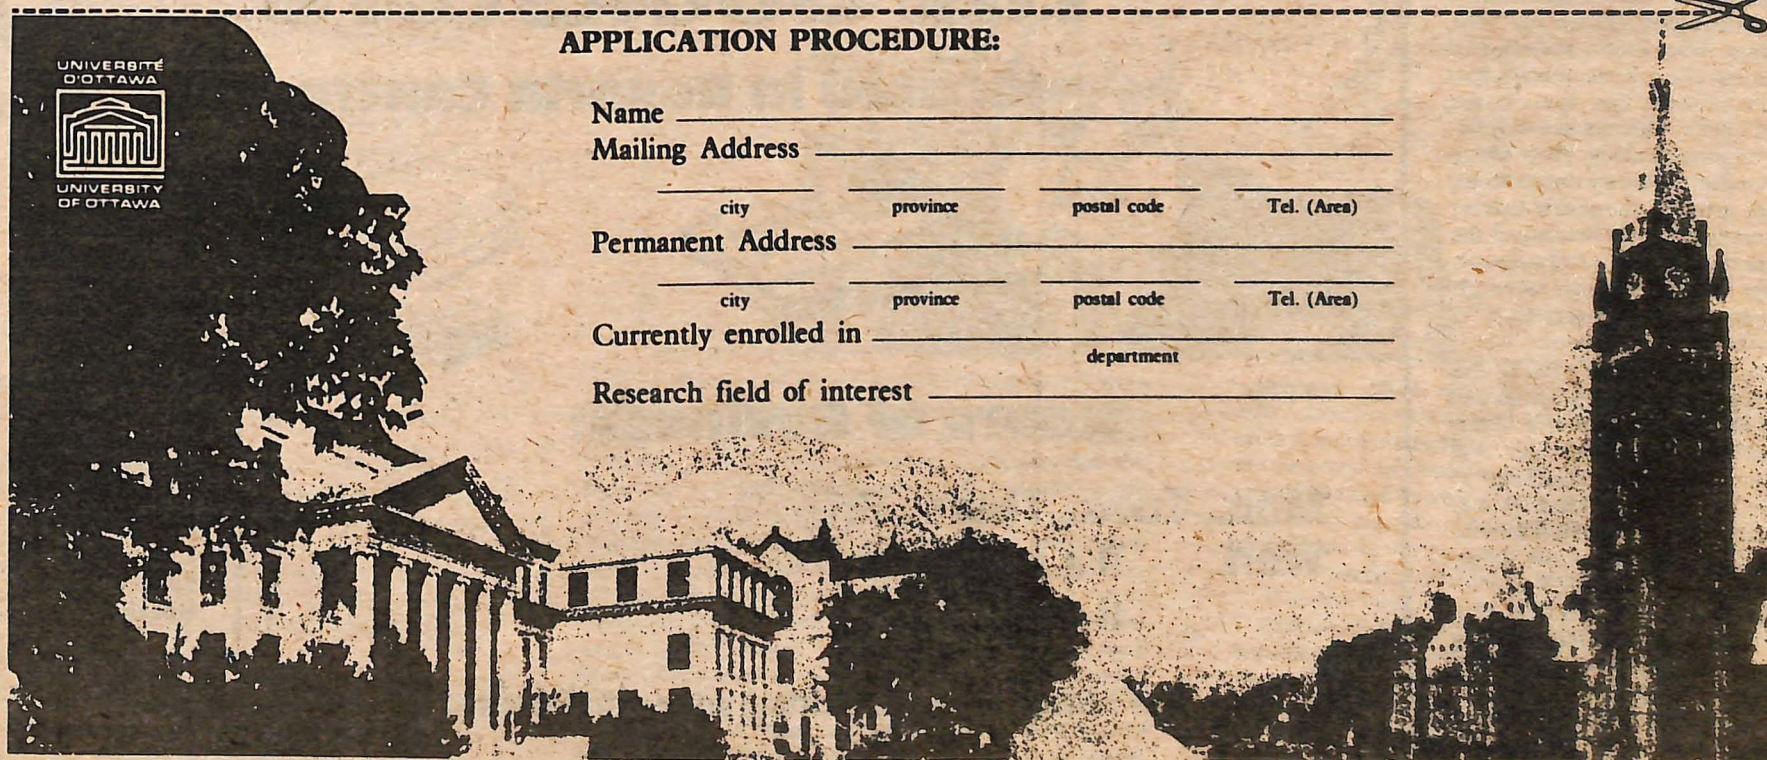 UNIVERSITÉ
D'OTTAWA
UNIVERSITY
OF OTTAWA
APPLICATION PROCEDURE:
Name
Mailing Address
city province postal code Tel. (Area)
Permanent Address
city province postal code Tel. (Area)
Currently enrolled in
department
Research field of interest